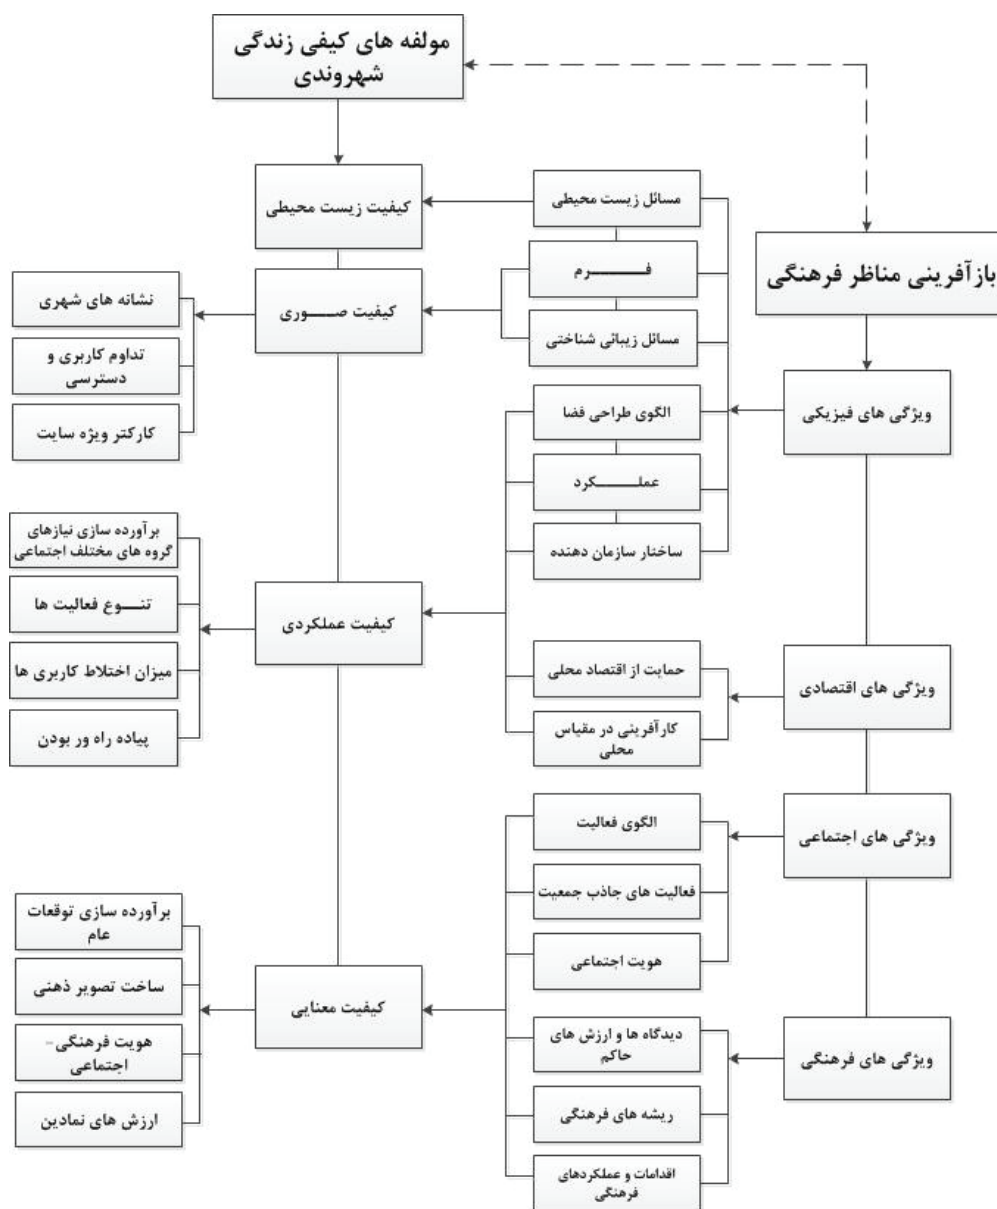 مولفه های کیفی زندگی
شهروندی
بازآفرینی مناظر فرهنگی
ویژگی های فیزیکی
ویژگی های اقتصادی
ویژگی های اجتماعی
ویژگی های فرهنگی
مسائل زیست محیطی
فـــــــــرم
مسائل زیبائی شناختی
الگوی طراحی فضا
عملـــــــکرد
ساختار سازمان دهنده
حمایت از اقتصاد محلی
کارآفرینی در مقیاس
محلی
الگوی فعالیت
فعالیت های جاذب جمعیت
هویت اجتماعی
دیدگاه ها و ارزش های
حاکم
ریشه های فرهنگی
اقدامات و عملکردهای
فرهنگی
کیفیت زیست محیطی
کیفیت صـــــوری
کیفیت عملکردی
کیفیت معنایی
نشانه های شهری
تداوم کاربری و
دسترسی
کارکتر ویژه سایت
برآورده سازی نیازهای
گروه های مختلف اجتماعی
تنـــوع فعالیت ها
میزان اختلاط کاربری ها
پیاده راه ور بودن
برآورده سازی توقعات
عام
ساخت تصویر ذهنی
هویت فرهنگی-
اجتماعی
ارزش های نمادین